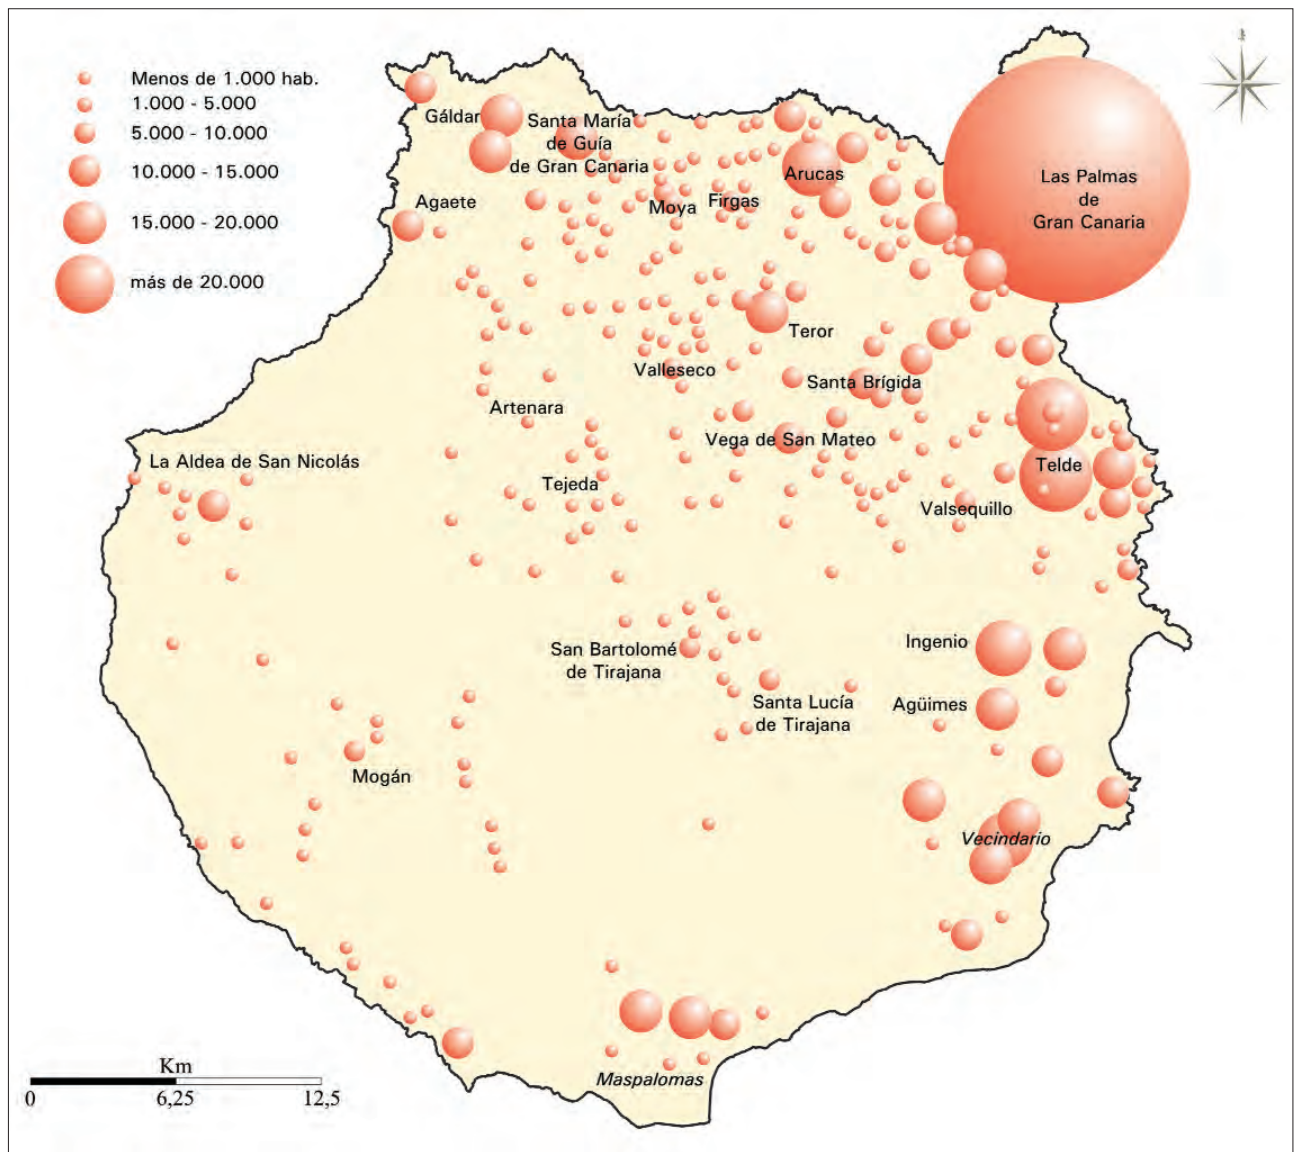 Menos de 1.000 hab.
1.000 - 5.000
5.000 - 10.000
10.000 - 15.000
15.000 - 20.000
más de 20.000
Gáldar
Santa María
de Guía
de Gran Canaria
Agaete
Moya
Firgas
Arucas
Las Palmas
de
Gran Canaria
Teror
Valleseco
Santa Brígida
Artenara
Vega de San Mateo
La Aldea de San Nicolás
Tejeda
Telde
Valsequillo
San Bartolomé
de Tirajana
Ingenio
Santa Lucía
de Tirajana
Agüimes
Mogán
Vecindario
Maspalomas
Km
0
6,25
12,5